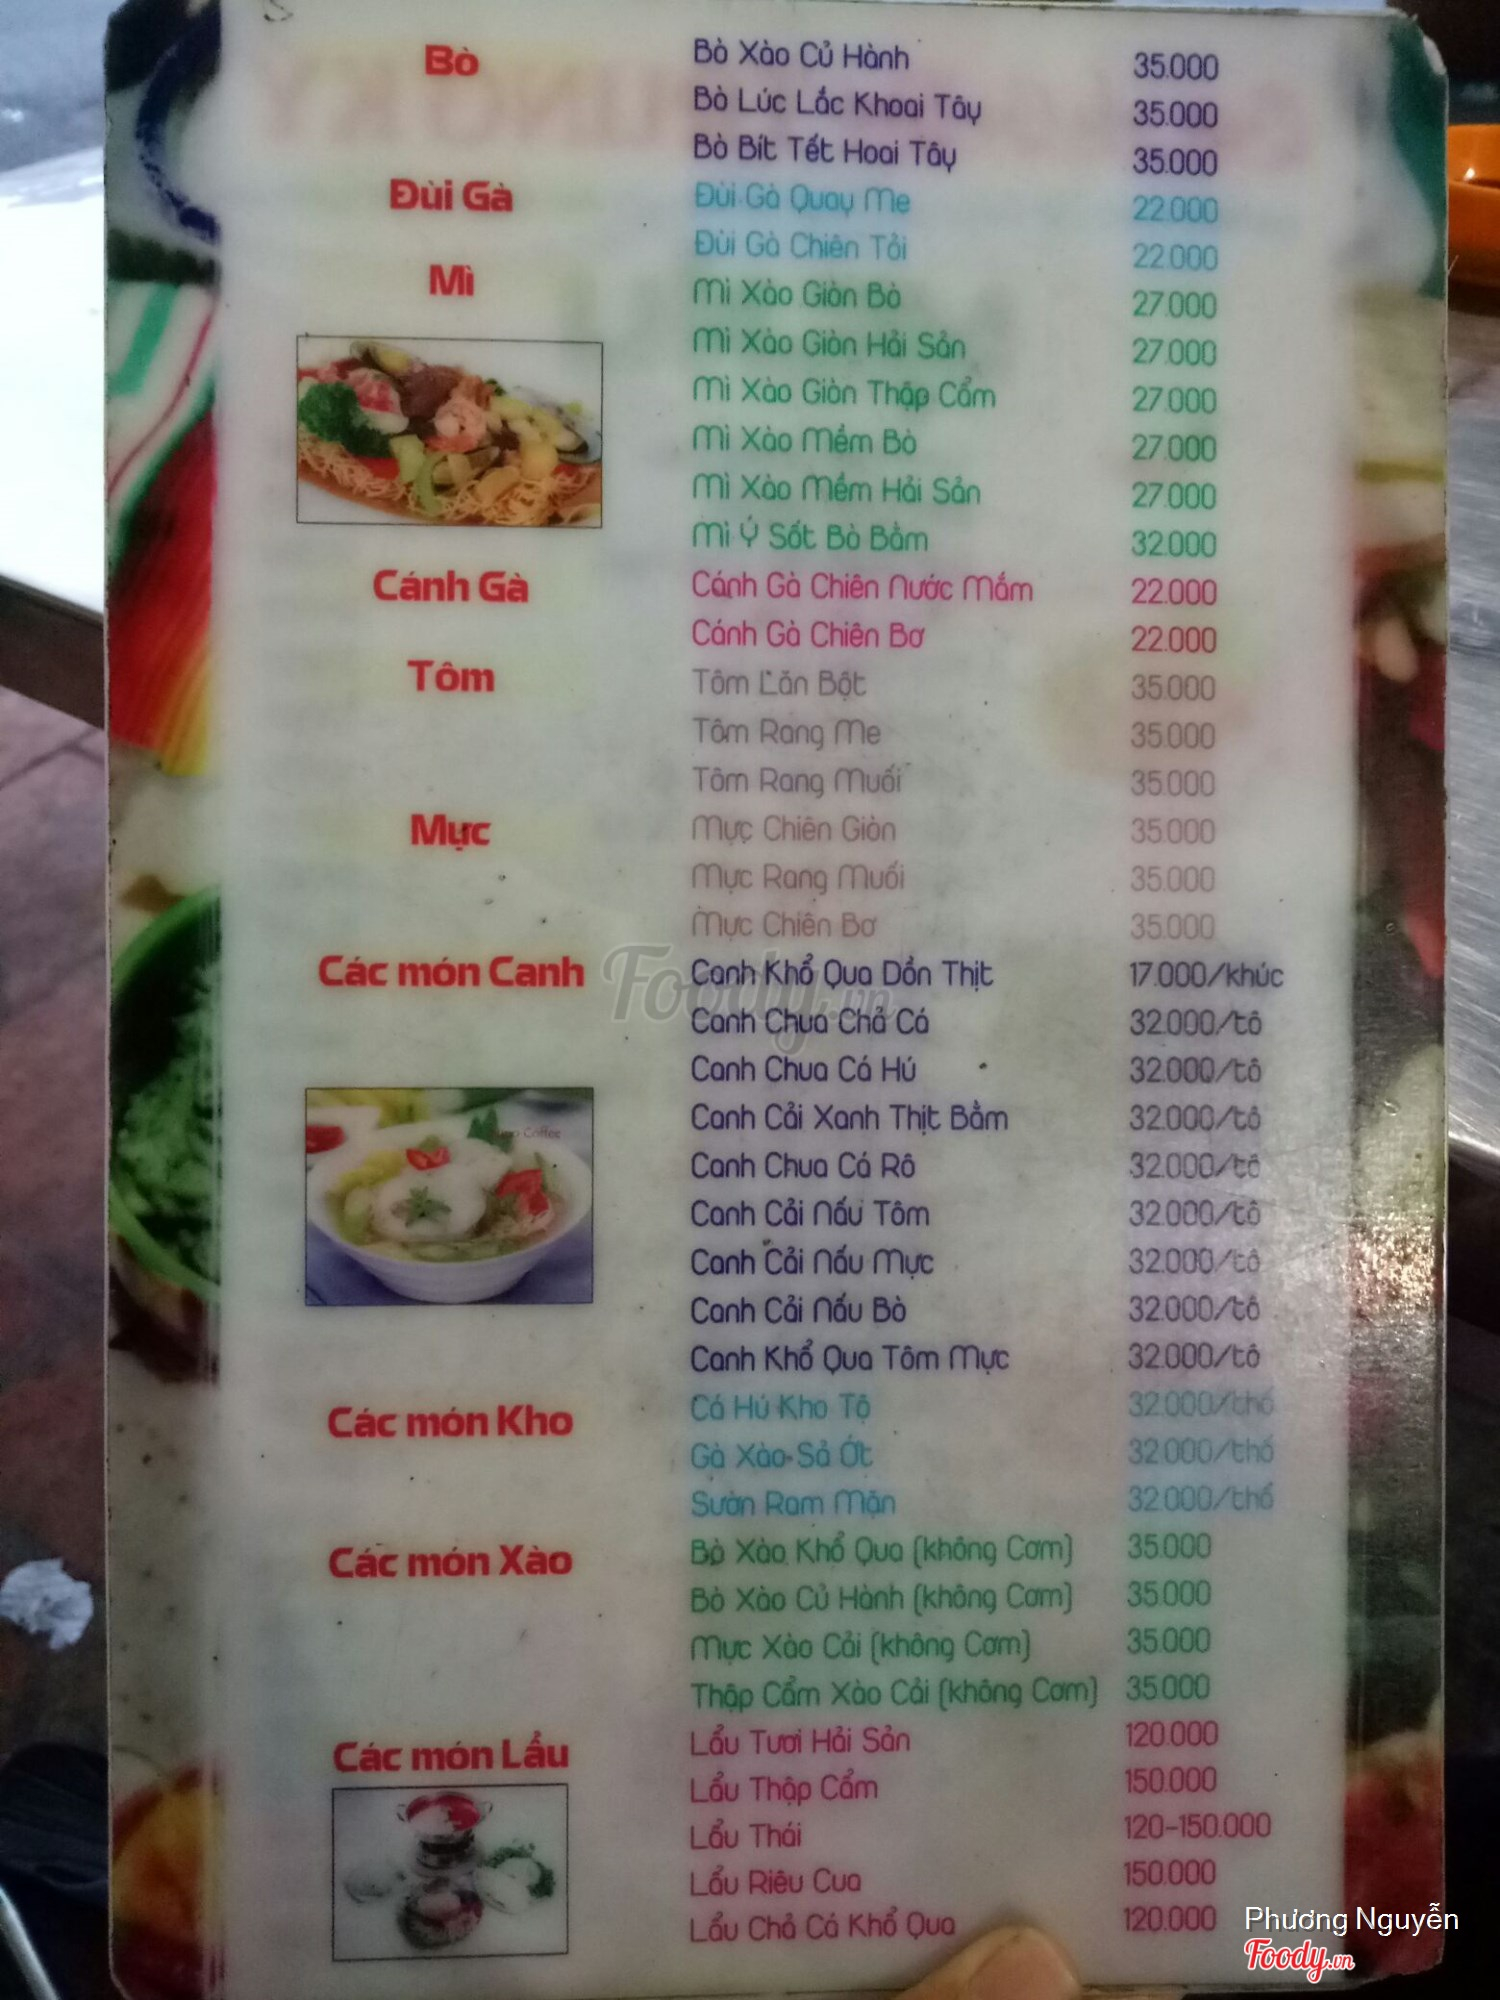 Bò
Bò Xào Củ Hành 35.000
Bò Lúc Lắc Khoai Tây 35.000
Bò Bít Tết Hoai Tây 35.000
Đùi Gà
Đùi Gà Quay Me 22.000
Đùi Gà Chiên Tỏi 22.000
Mì
Mì Xào Giòn Bò 27.000
Mì Xào Giòn Hải Sản 27.000
Mì Xào Giòn Thập Cẩm 27.000
Mì Xào Mềm Bò 27.000
Mì Xào Mềm Hải Sản 27.000
Mì Ý Sốt Bò Bằm 32.000
Cánh Gà
Cánh Gà Chiên Nước Mắm 22.000
Cánh Gà Chiên Bơ 22.000
Tôm
Tôm Lăn Bột 35.000
Tôm Rang Me 35.000
Tôm Rang Muối 35.000
Mực
Mực Chiên Giòn 35.000
Mực Rang Muối 35.000
Mực Chiên Bơ 35.000
Các món Canh
Canh Khổ Qua Dồn Thịt 17.000/khúc
Foody.vn
Canh Chua Chả Cá 32.000/tô
Canh Chua Cá Hú 32.000/tô
Canh Cải Xanh Thịt Bằm 32.000/tô
Canh Chua Cá Rô 32.000/tô
Canh Cải Nấu Tôm 32.000/tô
Canh Cải Nấu Mực 32.000/tô
Canh Cải Nấu Bò 32.000/tô
Canh Khổ Qua Tôm Mực 32.000/tô
Coffee
Các món Kho
Cá Hú Kho Tộ 32.000/thố
Gà Xào Sả Ớt 32.000/thố
Sườn Ram Mặn 32.000/thố
Các món Xào
Bò Xào Khổ Qua (không Cơm) 35.000
Bò Xào Củ Hành (không Cơm) 35.000
Mực Xào Cải (không Cơm) 35.000
Thập Cẩm Xào Cải (không Cơm) 35.000
Các món Lẩu
Lẩu Tươi Hải Sản 120.000
Lẩu Thập Cẩm 150.000
Lẩu Thái 120-150.000
Lẩu Riêu Cua 150.000
Lẩu Chả Cá Khổ Qua 120.000
Phương Nguyễn
Foody.vn